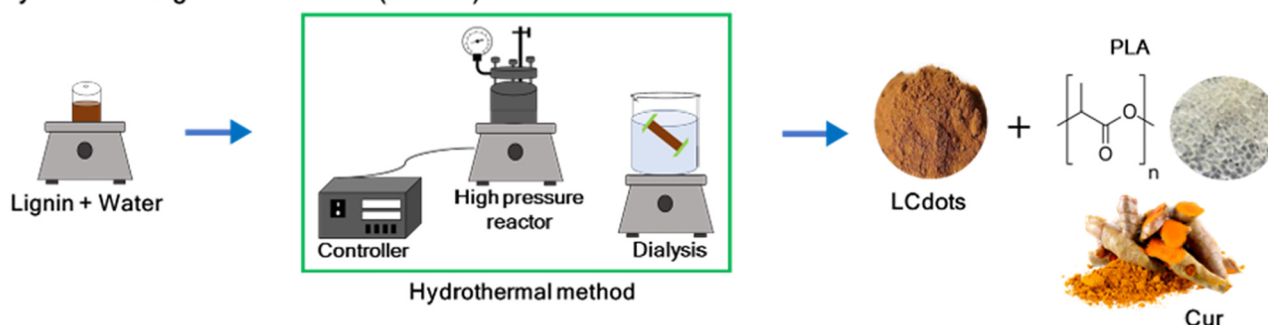 Lignin + Water
Controller
High pressure
reactor
Dialysis
Hydrothermal method
LCdots
+
PLA
O
O
n
Cur